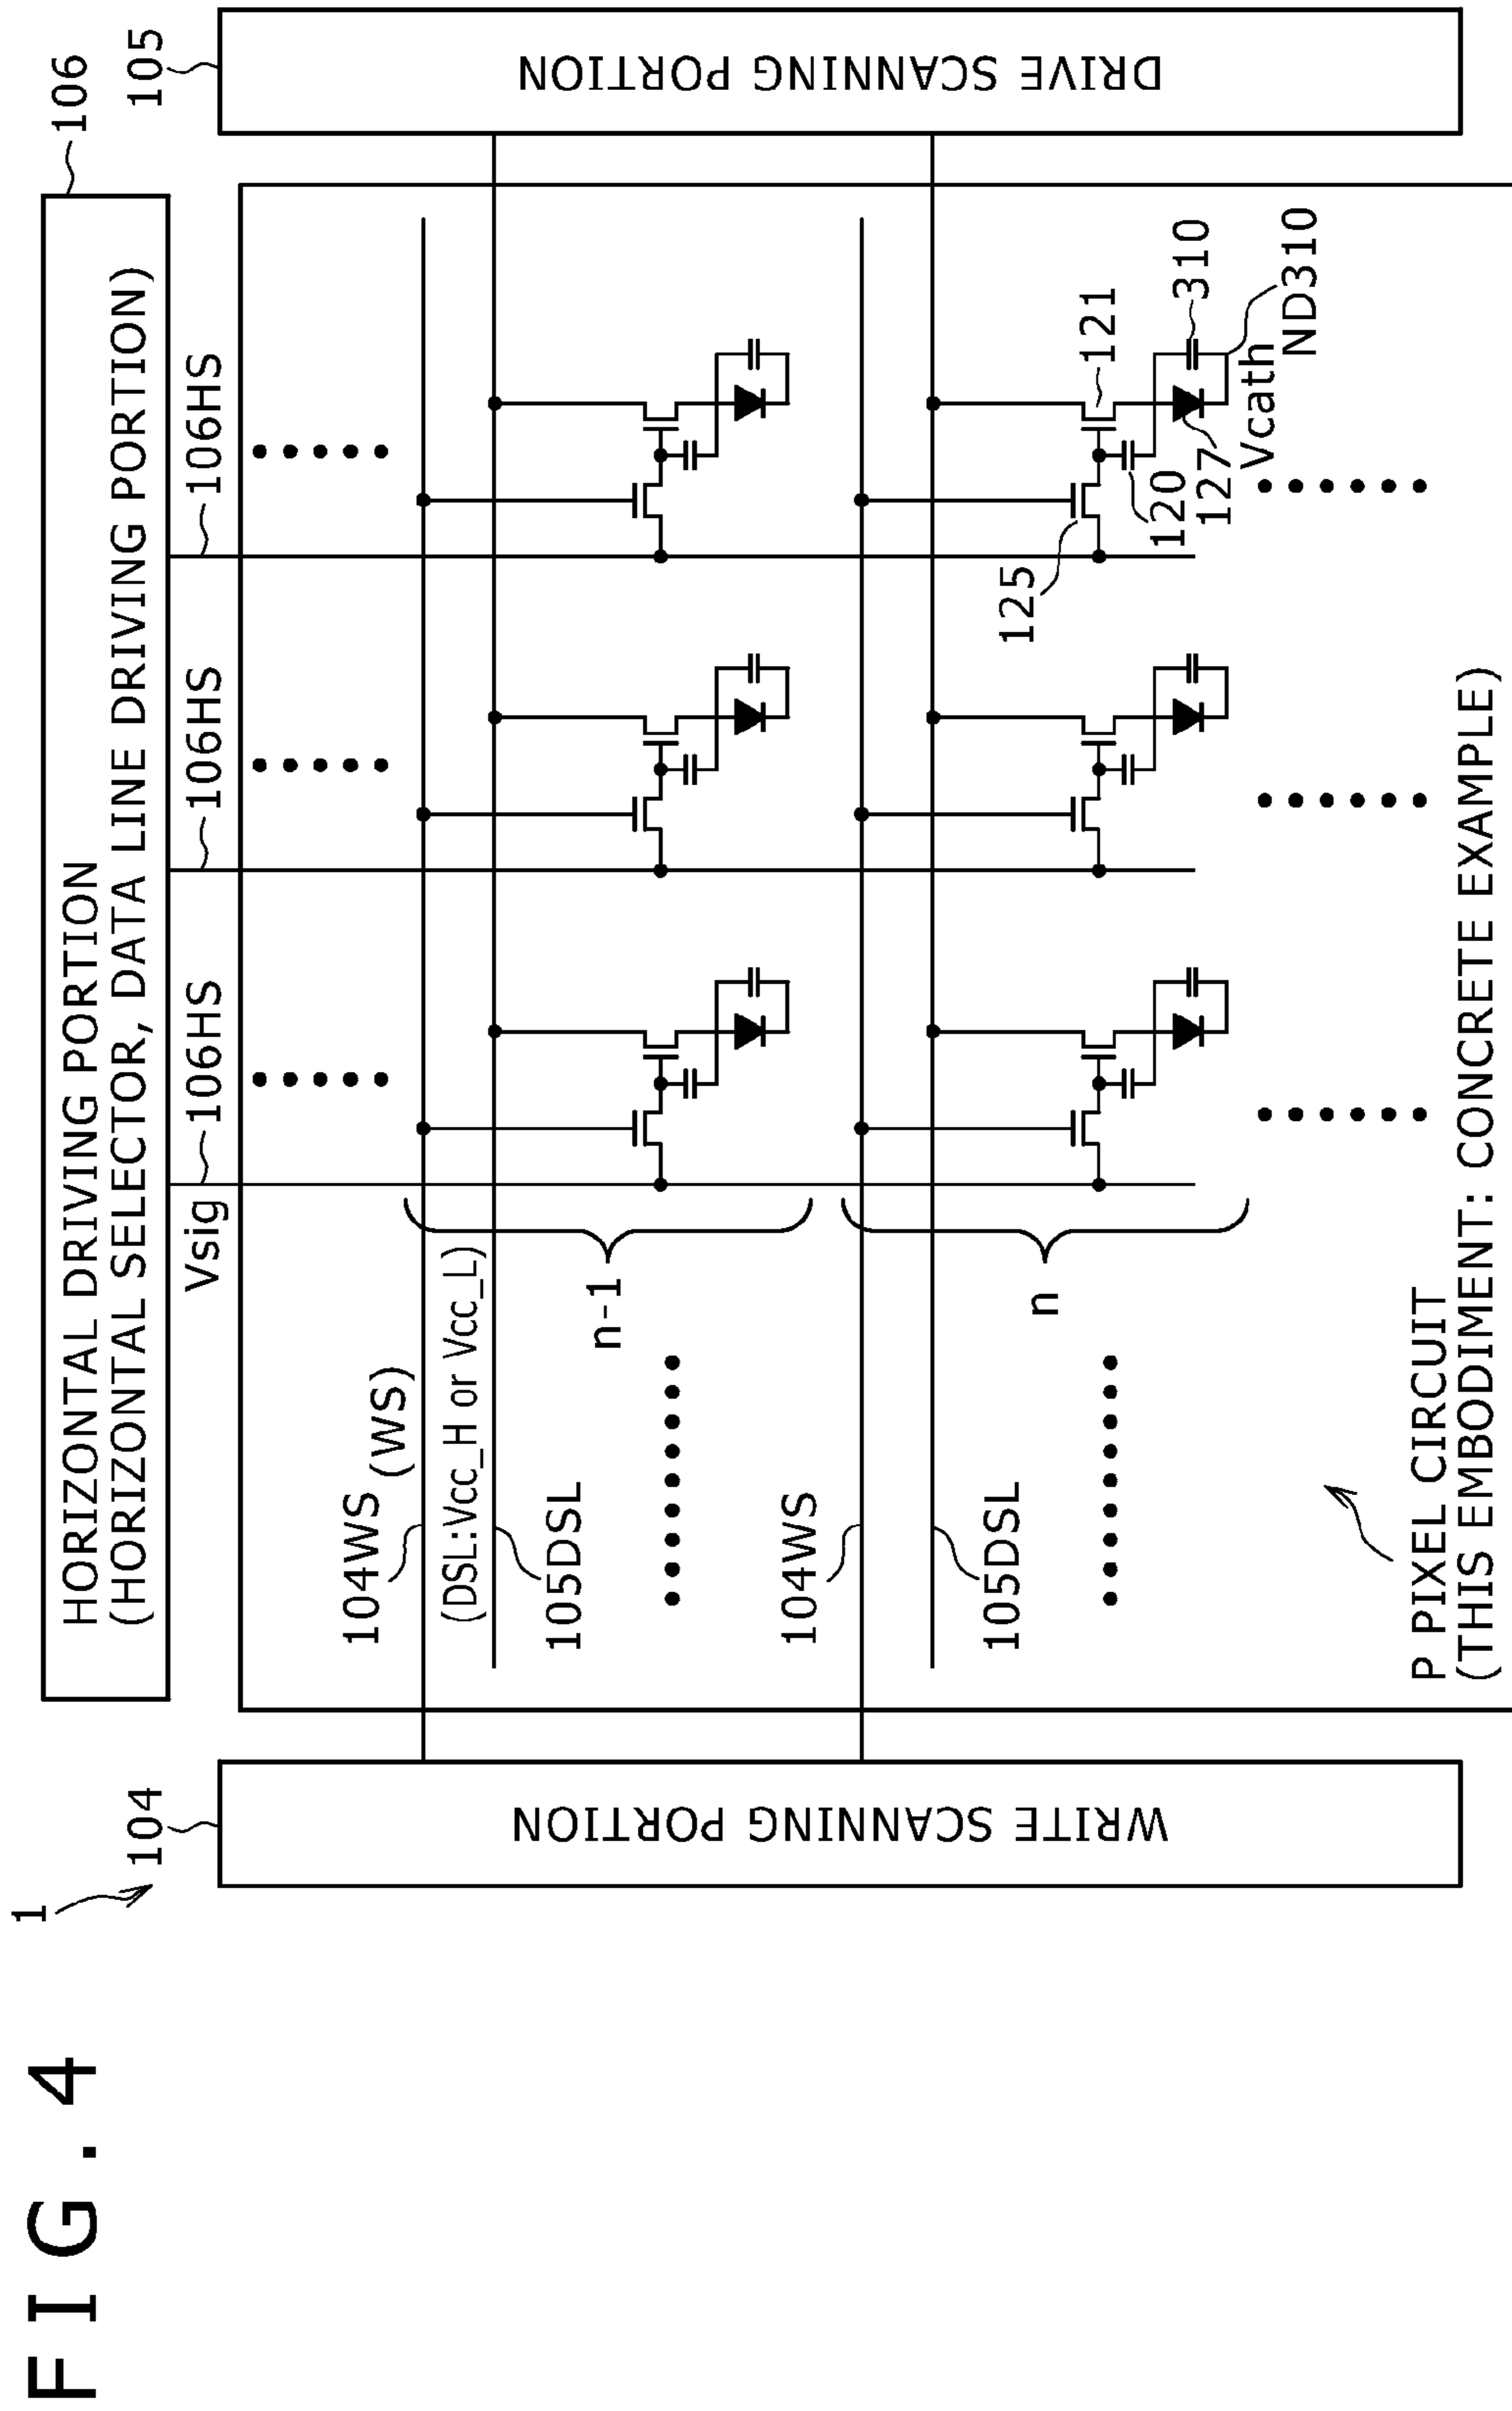 FIG.4
1
HORIZONTAL DRIVING PORTION
(HORIZONTAL SELECTOR, DATA LINE DRIVING PORTION)
106
104
105
Vsig
106HS
106HS
106HS
WRITE SCANNING PORTION
DRIVE SCANNING PORTION
104WS
(WS)
(DSL:Vcc_H or Vcc_L)
105DSL
n-1
104WS
105DSL
n
125
121
120
127
310
Vcath
ND310
P PIXEL CIRCUIT
(THIS EMBODIMENT: CONCRETE EXAMPLE)